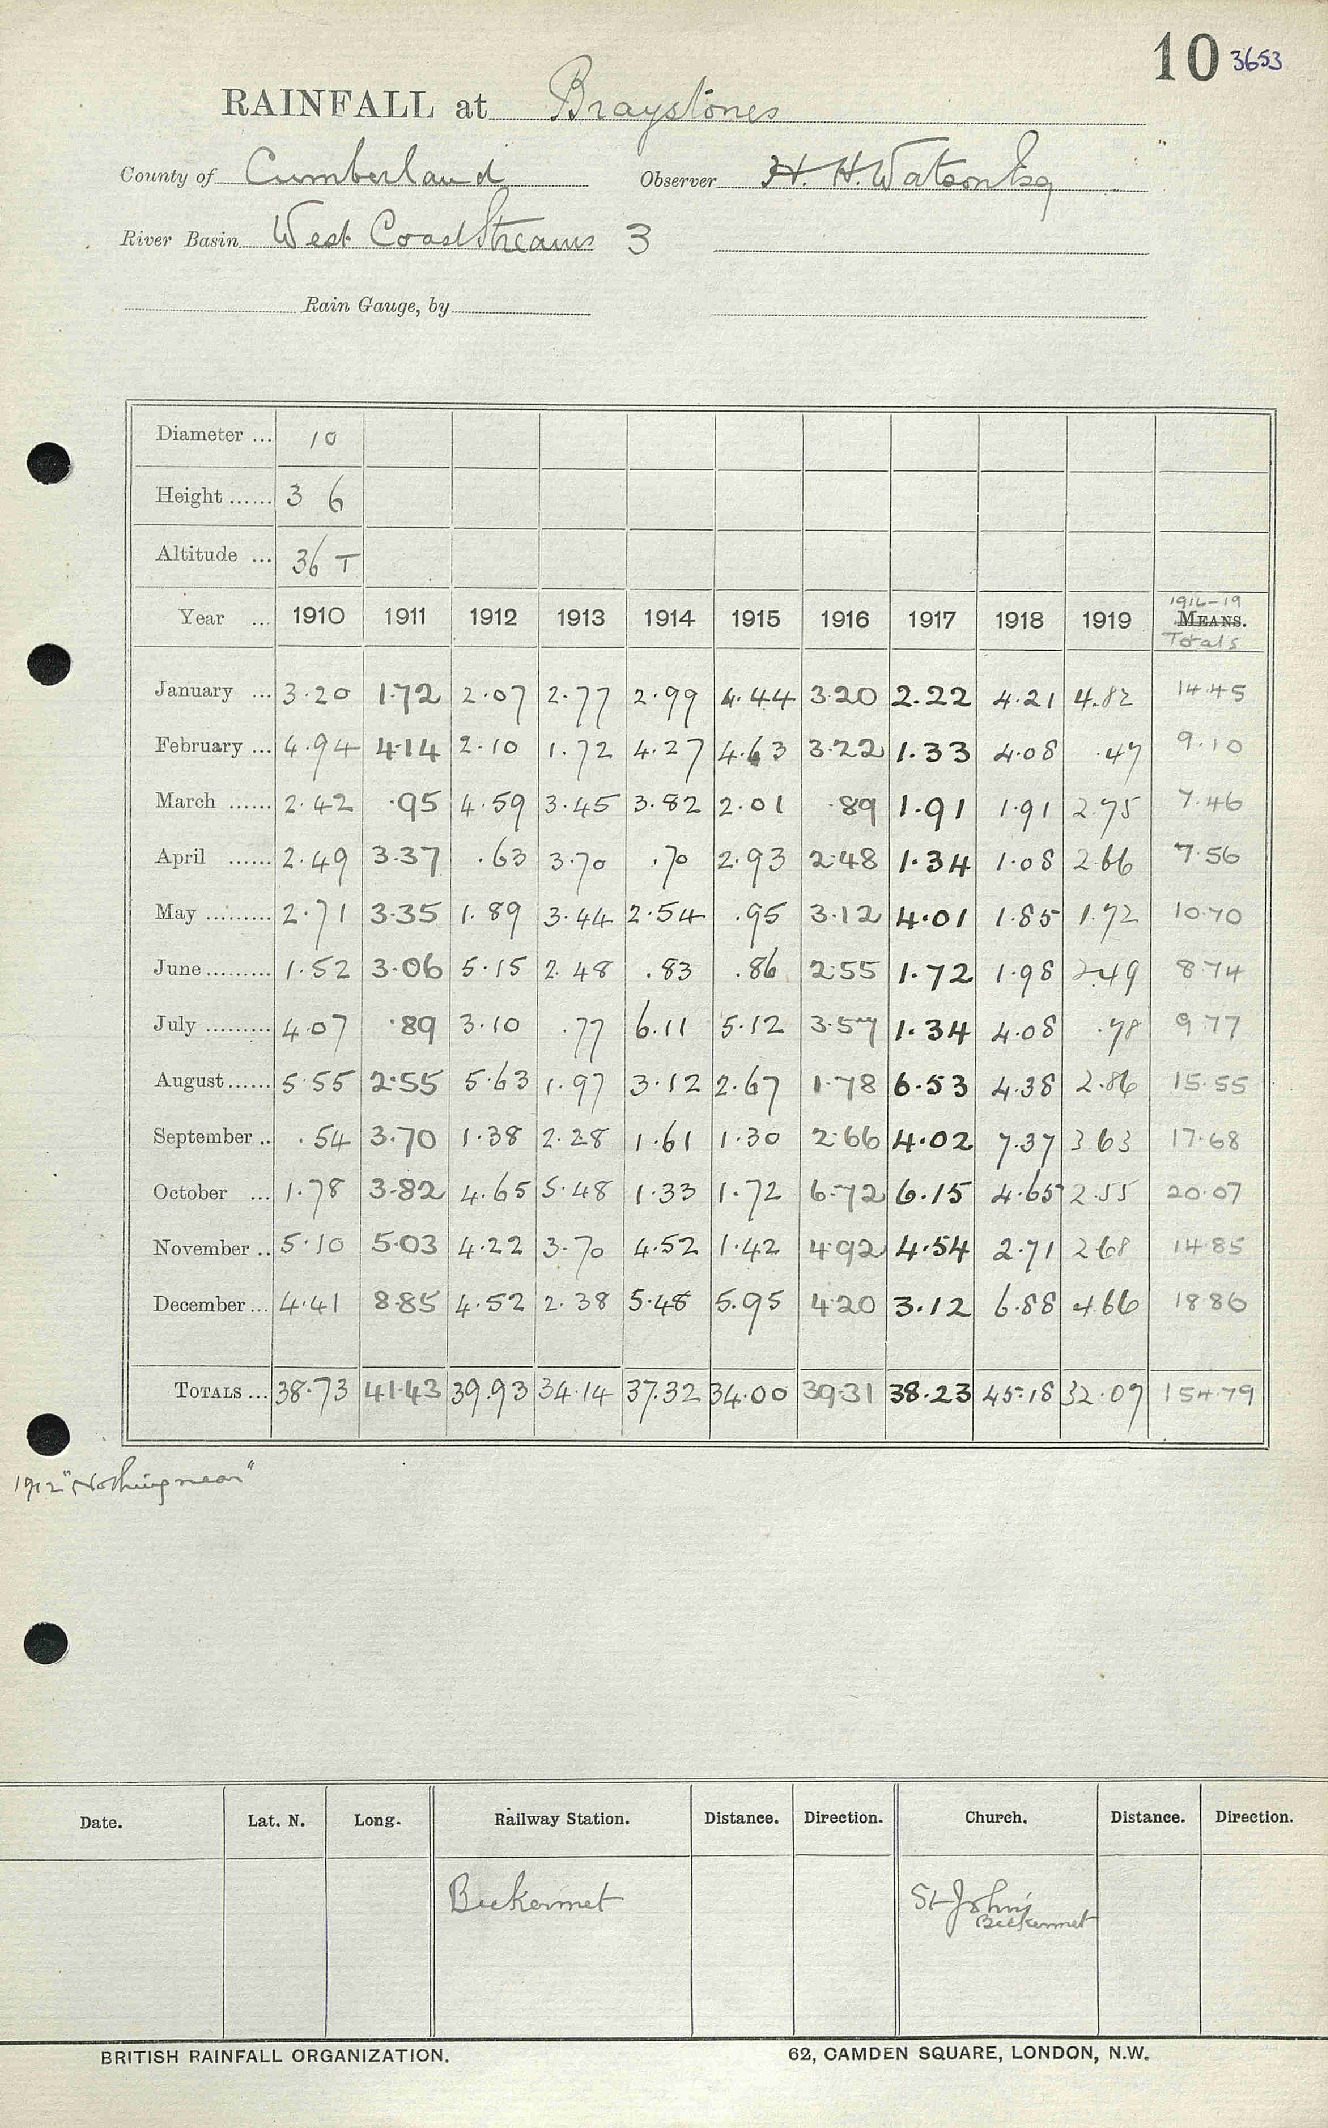 10 3653
RAINFALL at Braystones
County of Cumberland Observer H. H. Watson Esq
River Basin West Coast Streams 3
Rain Gauge, by
Diameter ... 10
Height ...... 3 6
Altitude ... 36 T
1916-19
Year ... 1910 1911 1912 1913 1914 1915 1916 1917 1918 1919 MEANS.
Totals
January ... 3.20 1.72 2.07 2.77 2.99 4.44 3.20 2.22 4.21 4.82 14.45
February ... 4.94 4.14 2.10 1.72 4.27 4.63 3.22 1.33 4.08 .47 9.10
March ...... 2.42 .95 4.59 3.45 3.82 2.01 .89 1.91 1.91 2.75 7.46
April ...... 2.49 3.37 .63 3.70 .70 2.93 2.48 1.34 1.08 2.66 7.56
May ......... 2.71 3.35 1.89 3.44 2.54 .95 3.12 4.01 1.85 1.72 10.70
June ......... 1.52 3.06 5.15 2.48 .83 .86 2.55 1.72 1.98 2.49 8.74
July ......... 4.07 .89 3.10 .77 6.11 5.12 3.57 1.34 4.08 .78 9.77
August ...... 5.55 2.55 5.63 1.97 3.12 2.67 1.78 6.53 4.38 2.86 15.55
September .. .54 3.70 1.38 2.28 1.61 1.30 2.66 4.02 7.37 3 63 17.68
October ... 1.78 3.82 4.65 5.48 1.33 1.72 6.72 6.15 4.65 2.55 20.07
November .. 5.10 5.03 4.22 3.70 4.52 1.42 4.92 4.54 2.71 2 68 14.85
December ... 4.41 8.85 4.52 2.38 5.48 5.95 4.20 3.12 6.88 4.66 18.86
TOTALS ... 38.73 41.43 39.93 34.14 37.32 34.00 39.31 38.23 45.18 32.07 154.79
1912 "Nothing near"
Date. Lat. N. Long. Railway Station. Distance. Direction. Church. Distance. Direction.
Beckermet St John's
Beckermet
BRITISH RAINFALL ORGANIZATION. 62, CAMDEN SQUARE, LONDON, N.W.